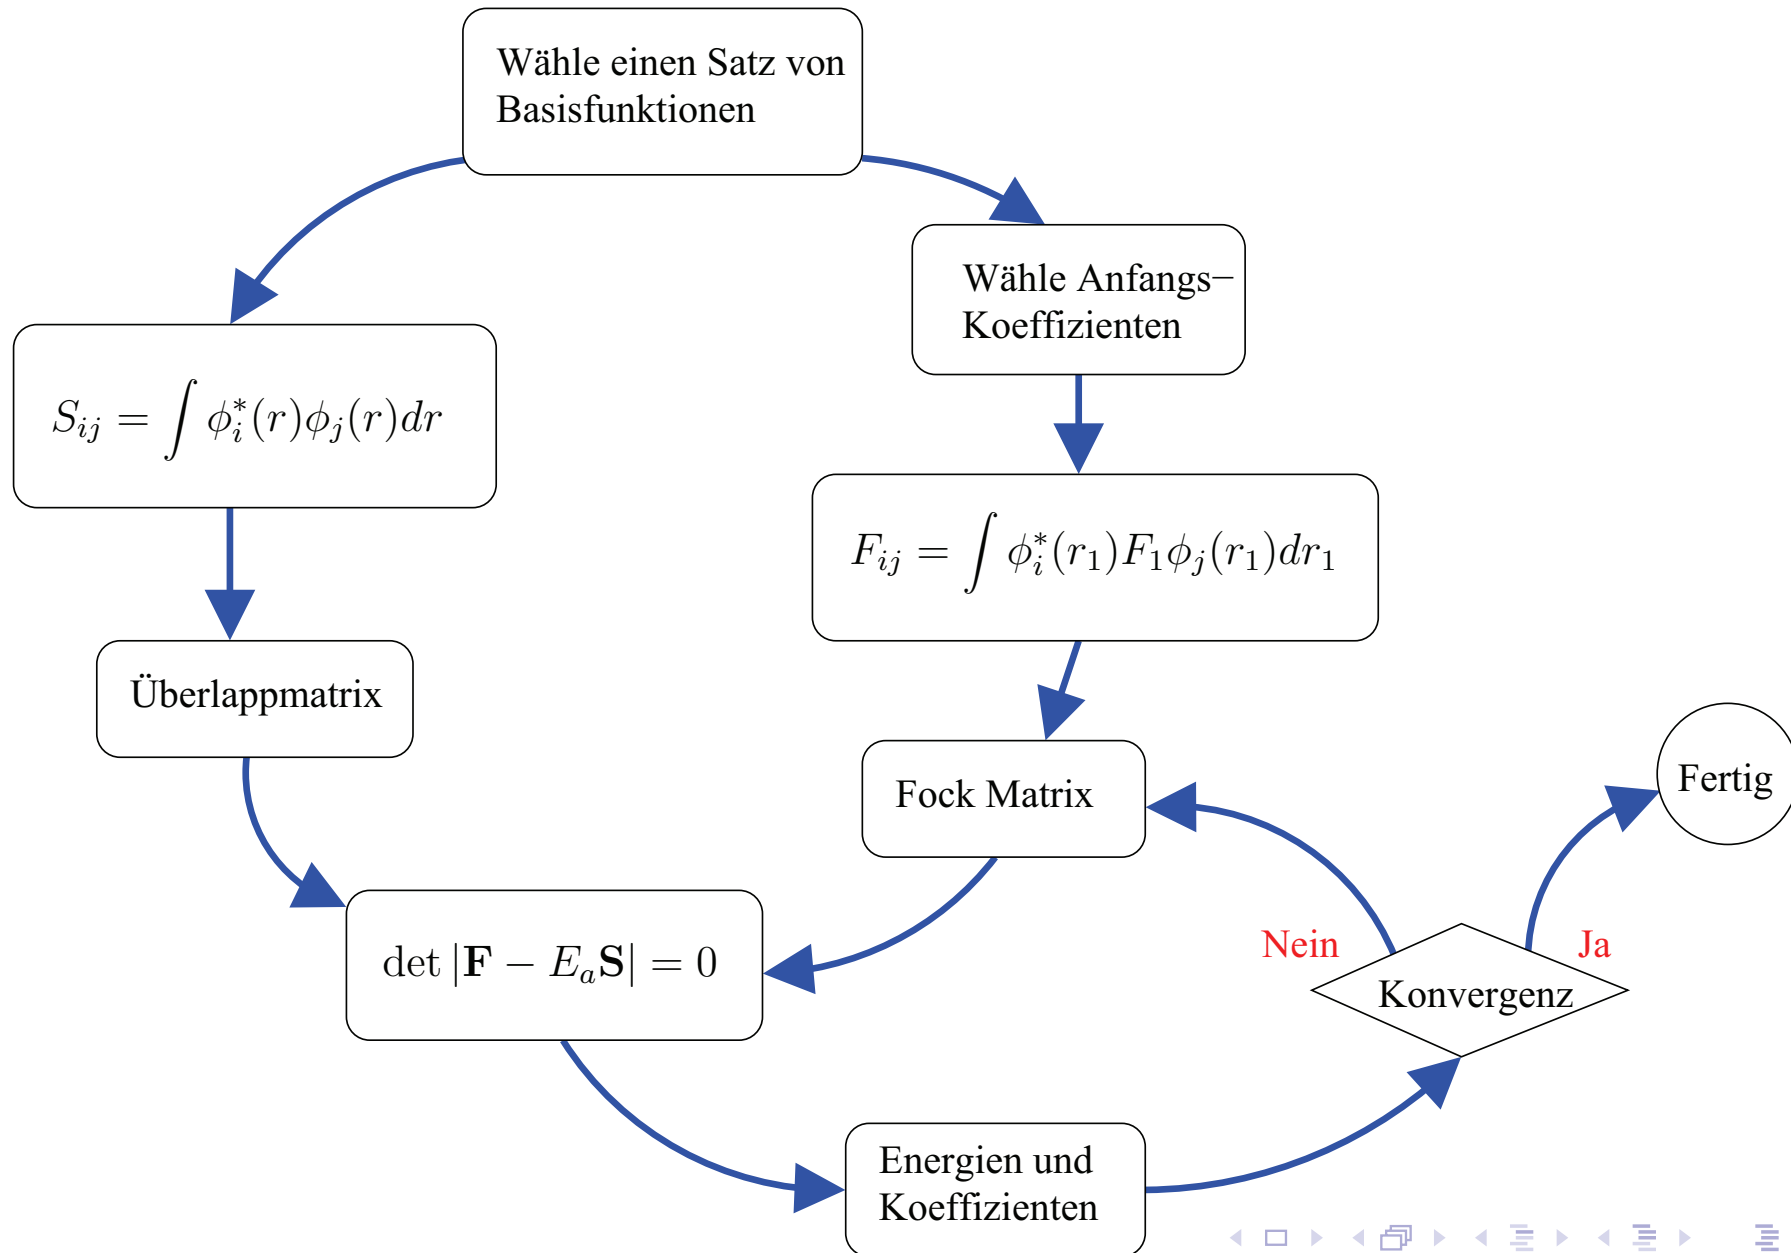 Wähle einen Satz von
Basisfunktionen
Wähle Anfangs−
Koeffizienten
S_{ij} = ∫ ϕ_i^*(r)ϕ_j(r)dr
F_{ij} = ∫ ϕ_i^*(r_1)F_1ϕ_j(r_1)dr_1
Überlappmatrix
Fock Matrix
Fertig
det |F − E_aS| = 0
Nein
Ja
Konvergenz
Energien und
Koeffizienten